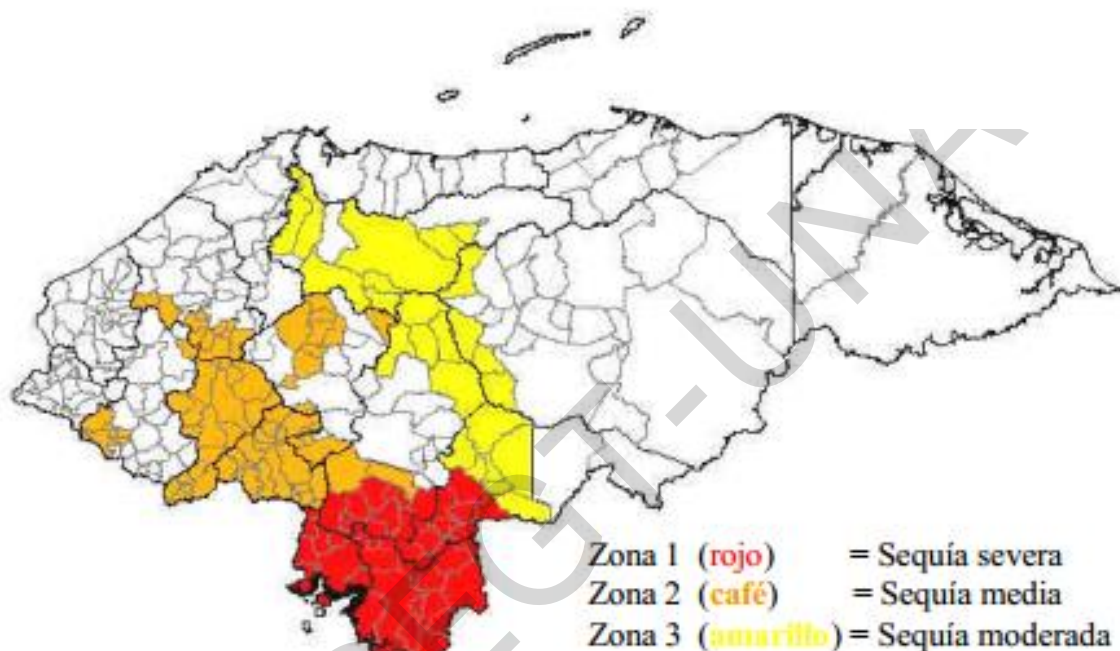 Zona 1 (rojo) = Sequía severa
Zona 2 (café) = Sequía media
Zona 3 (amarillo) = Sequía moderada